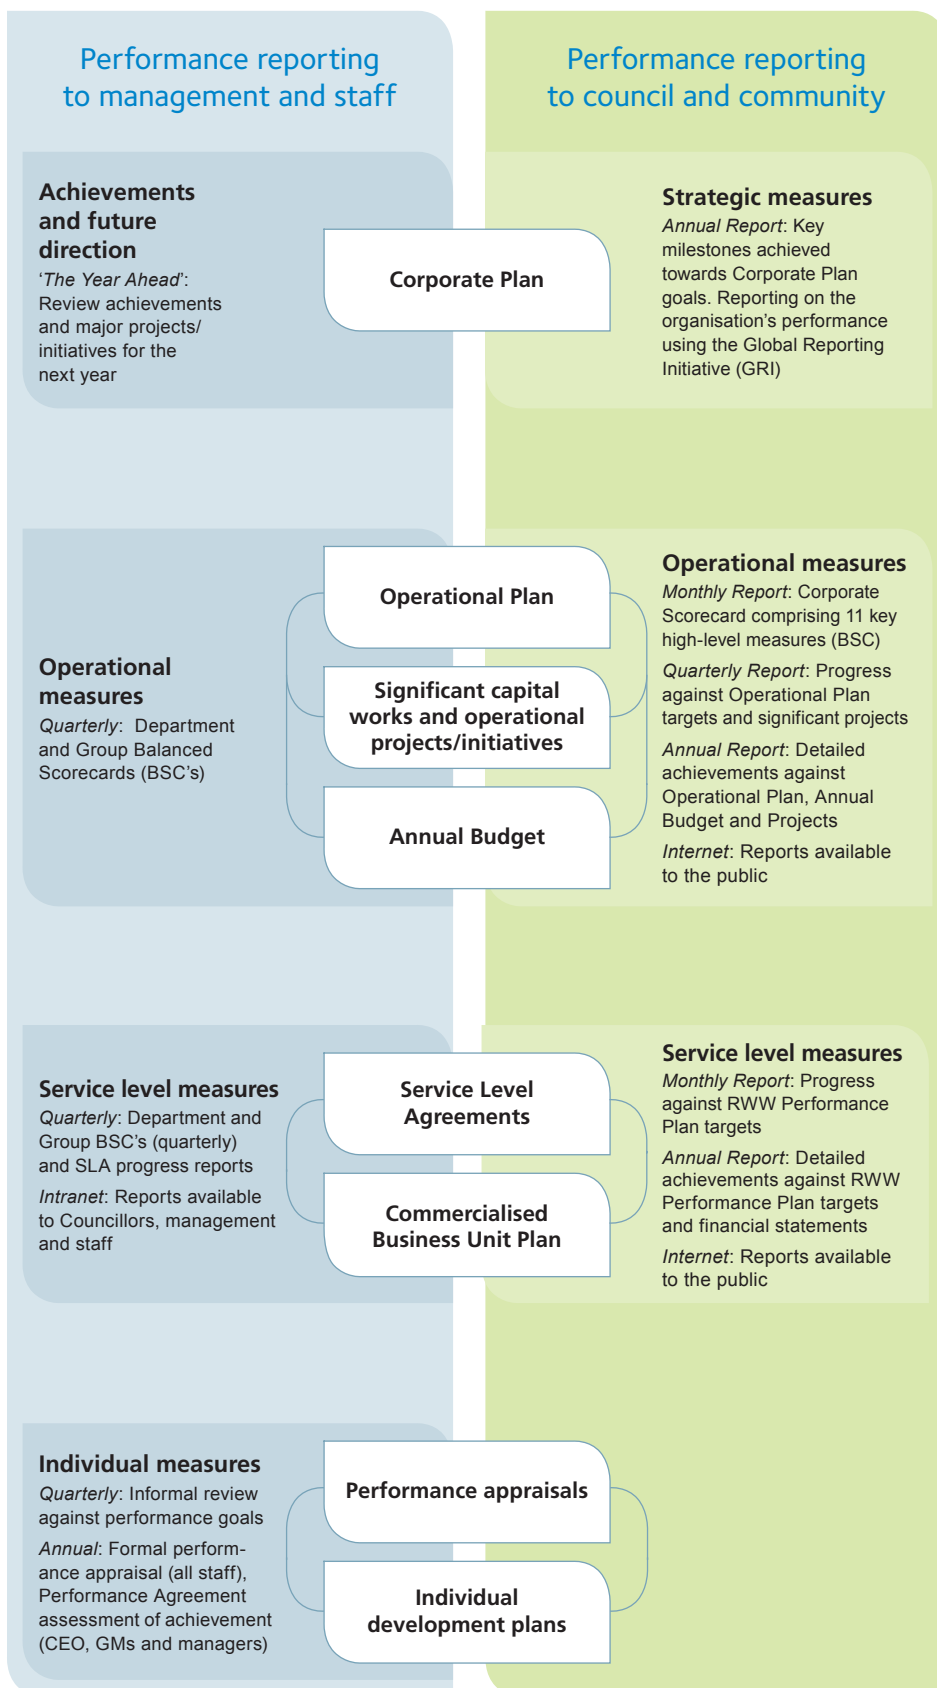 Performance reporting
to management and staff
Performance reporting
to council and community
Achievements
and future
direction
‘The Year Ahead’:
Review achievements
and major projects/
initiatives for the
next year
Corporate Plan
Strategic measures
Annual Report: Key
milestones achieved
towards Corporate Plan
goals. Reporting on the
organisation’s performance
using the Global Reporting
Initiative (GRI)
Operational
measures
Quarterly: Department
and Group Balanced
Scorecards (BSC’s)
Operational Plan
Significant capital
works and operational
projects/initiatives
Annual Budget
Operational measures
Monthly Report: Corporate
Scorecard comprising 11 key
high-level measures (BSC)
Quarterly Report: Progress
against Operational Plan
targets and significant projects
Annual Report: Detailed
achievements against
Operational Plan, Annual
Budget and Projects
Internet: Reports available
to the public
Service level measures
Quarterly: Department and
Group BSC’s (quarterly)
and SLA progress reports
Intranet: Reports available
to Councillors, management
and staff
Service Level
Agreements
Commercialised
Business Unit Plan
Service level measures
Monthly Report: Progress
against RWW Performance
Plan targets
Annual Report: Detailed
achievements against RWW
Performance Plan targets
and financial statements
Internet: Reports available
to the public
Individual measures
Quarterly: Informal review
against performance goals
Annual: Formal perform-
ance appraisal (all staff),
Performance Agreement
assessment of achievement
(CEO, GMs and managers)
Performance appraisals
Individual
development plans